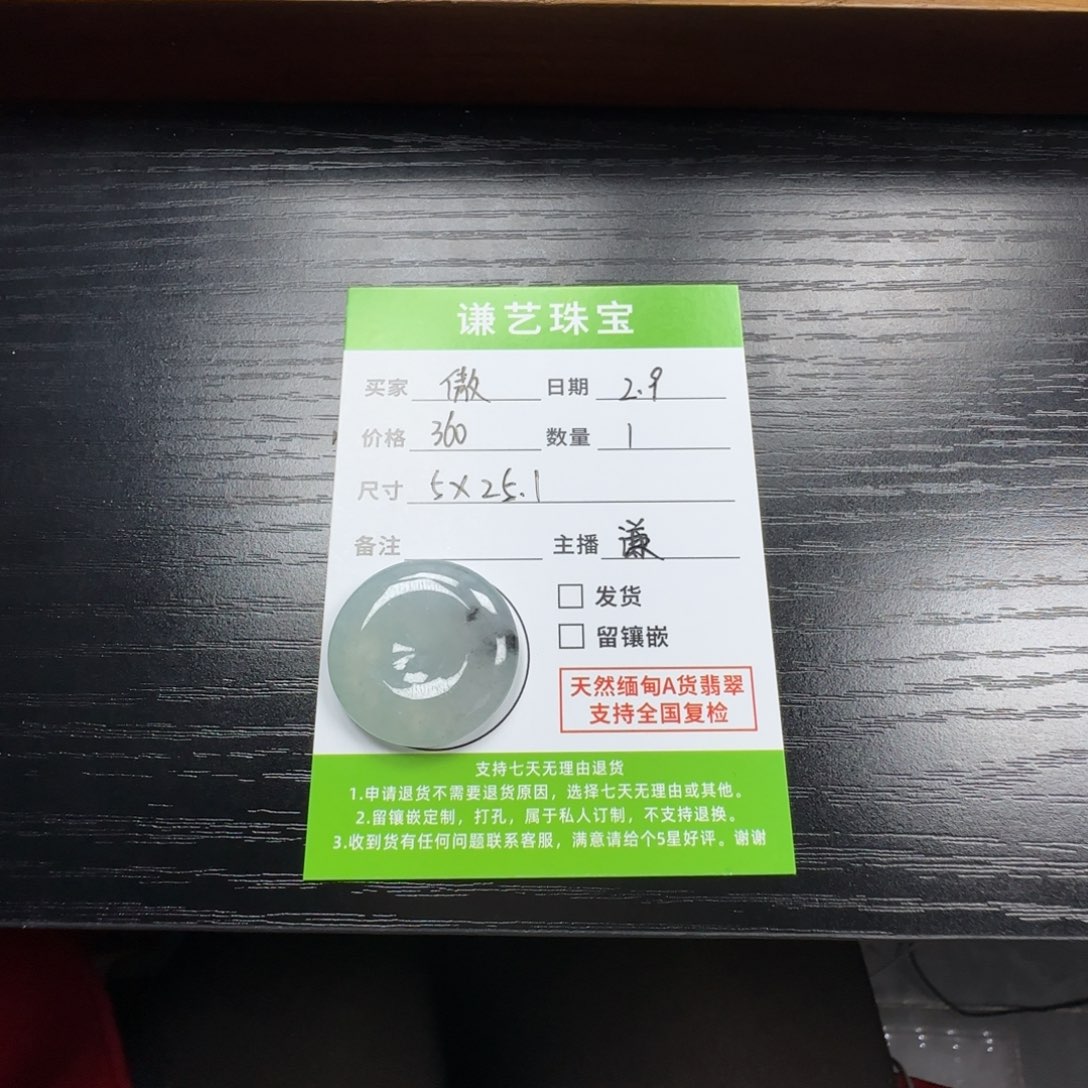 谦艺珠宝
买家 傲 日期 2.9
价格 360 数量 1
尺寸 5X25.1
备注 主播 谦
发货
留镶嵌
天然缅甸A货翡翠
支持全国复检
支持七天无理由退货
1.申请退货不需要退货原因，选择七天无理由或其他。
2.留镶嵌定制，打孔，属于私人订制，不支持退换。
3.收到货有任何问题联系客服，满意请给个5星好评。谢谢